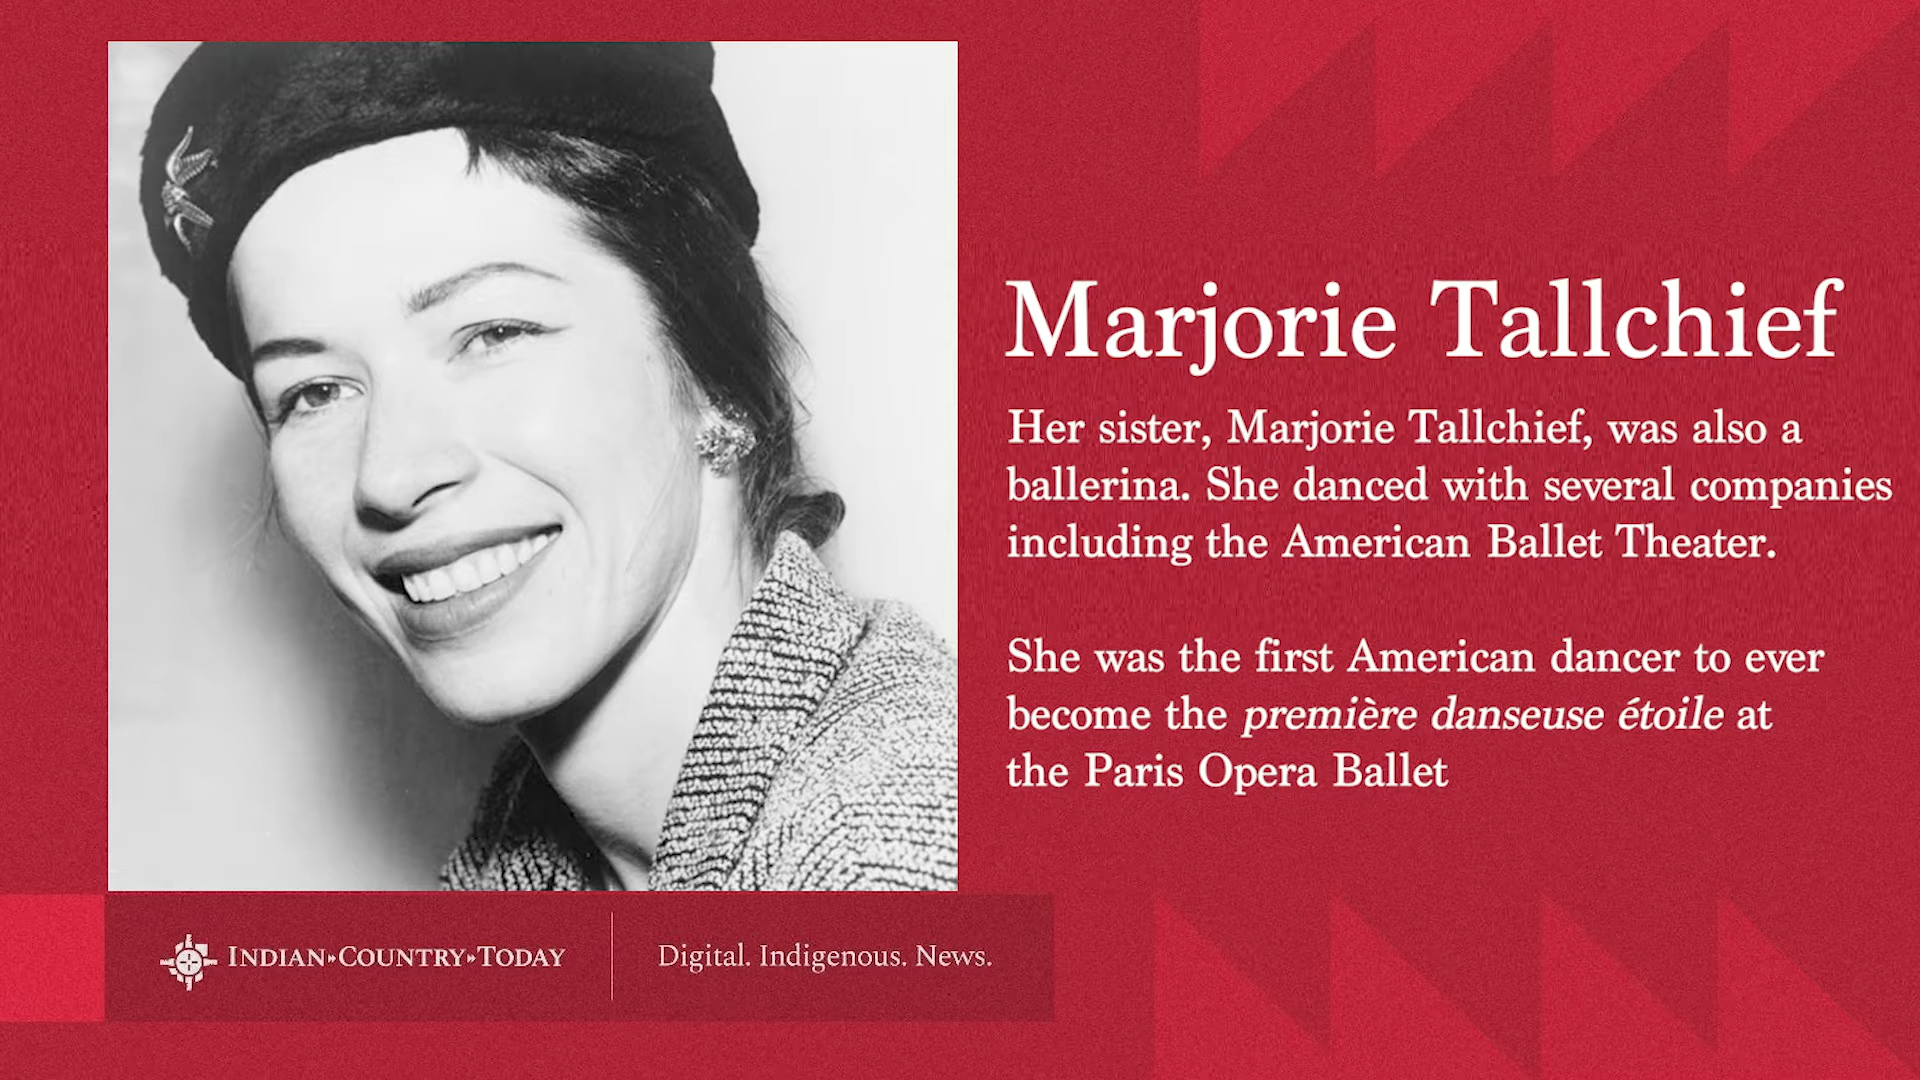 Marjorie Tallchief
Her sister, Marjorie Tallchief, was also a
ballerina. She danced with several companies
including the American Ballet Theater.
She was the first American dancer to ever
become the première danseuse étoile at
the Paris Opera Ballet
INDIAN▸COUNTRY▸TODAY
Digital. Indigenous. News.